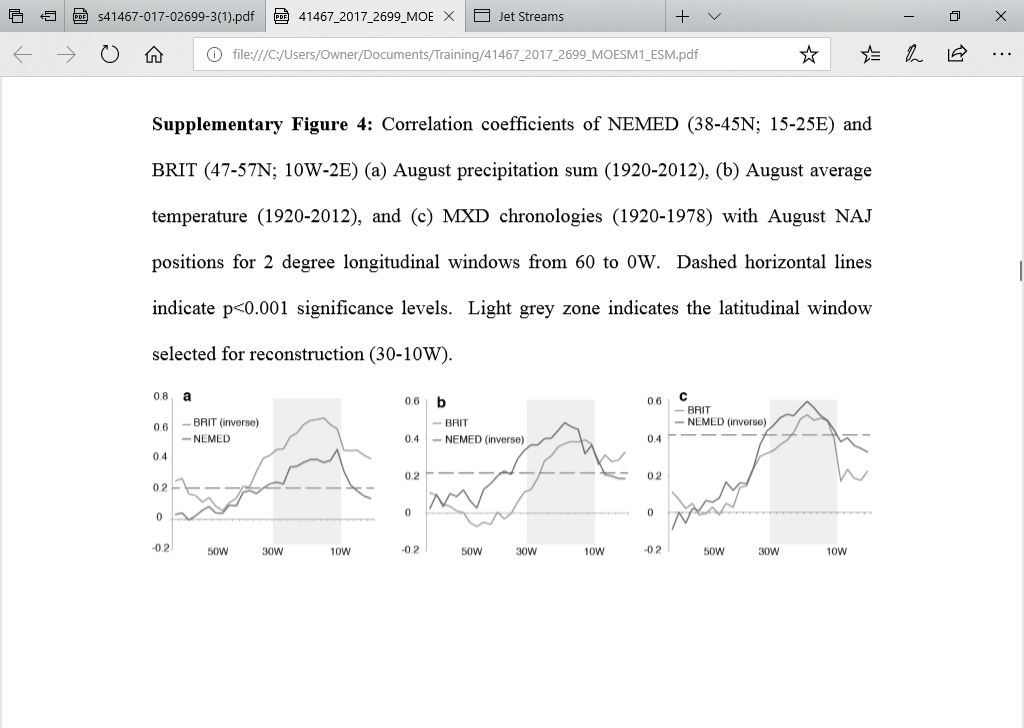 s41467-017-02699-3(1).pdf
41467_2017_2699_MOE
Jet Streams
file:///C:/Users/Owner/Documents/Training/41467_2017_2699_MOESM1_ESM.pdf
Supplementary Figure 4: Correlation coefficients of NEMED (38-45N; 15-25E) and
BRIT (47-57N; 10W-2E) (a) August precipitation sum (1920-2012), (b) August average
temperature (1920-2012), and (c) MXD chronologies (1920-1978) with August NAJ
positions for 2 degree longitudinal windows from 60 to 0W. Dashed horizontal lines
indicate p<0.001 significance levels. Light grey zone indicates the latitudinal window
selected for reconstruction (30-10W).
a
0.8
0.6
0.4
0.2
0
-0.2
BRIT (inverse)
NEMED
50W 30W 10W
b
0.6
0.4
0.2
0
-0.2
BRIT
NEMED (inverse)
50W 30W 10W
c
0.6
0.4
0.2
0
-0.2
BRIT
NEMED (inverse)
50W 30W 10W